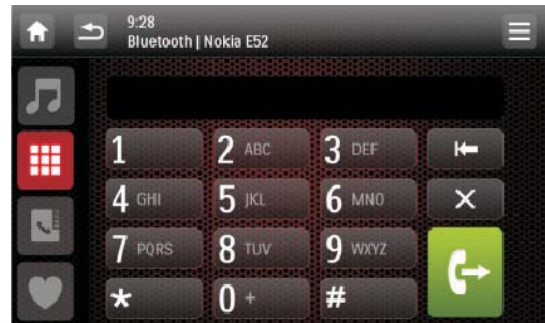 9:28
Bluetooth | Nokia E52
1 2 ABC 3 DEF
4 GHI 5 JKL 6 MNO
7 PQRS 8 TUV 9 WXYZ
* 0 + #